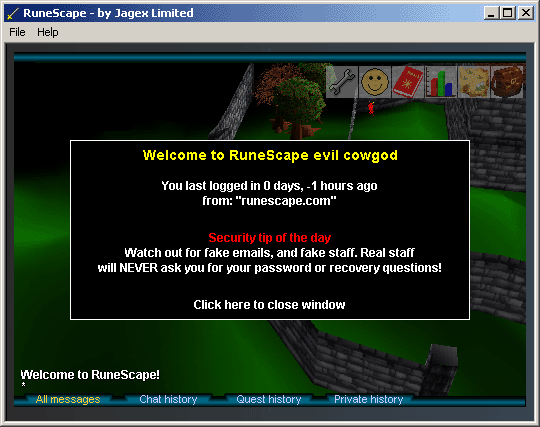 RuneScape - by Jagex Limited
File Help
Welcome to RuneScape evil cowgod
You last logged in 0 days, -1 hours ago
from: "runescape.com"
Security tip of the day
Watch out for fake emails, and fake staff. Real staff
will NEVER ask you for your password or recovery questions!
Click here to close window
Welcome to RuneScape!
*
All messages Chat history Quest history Private history